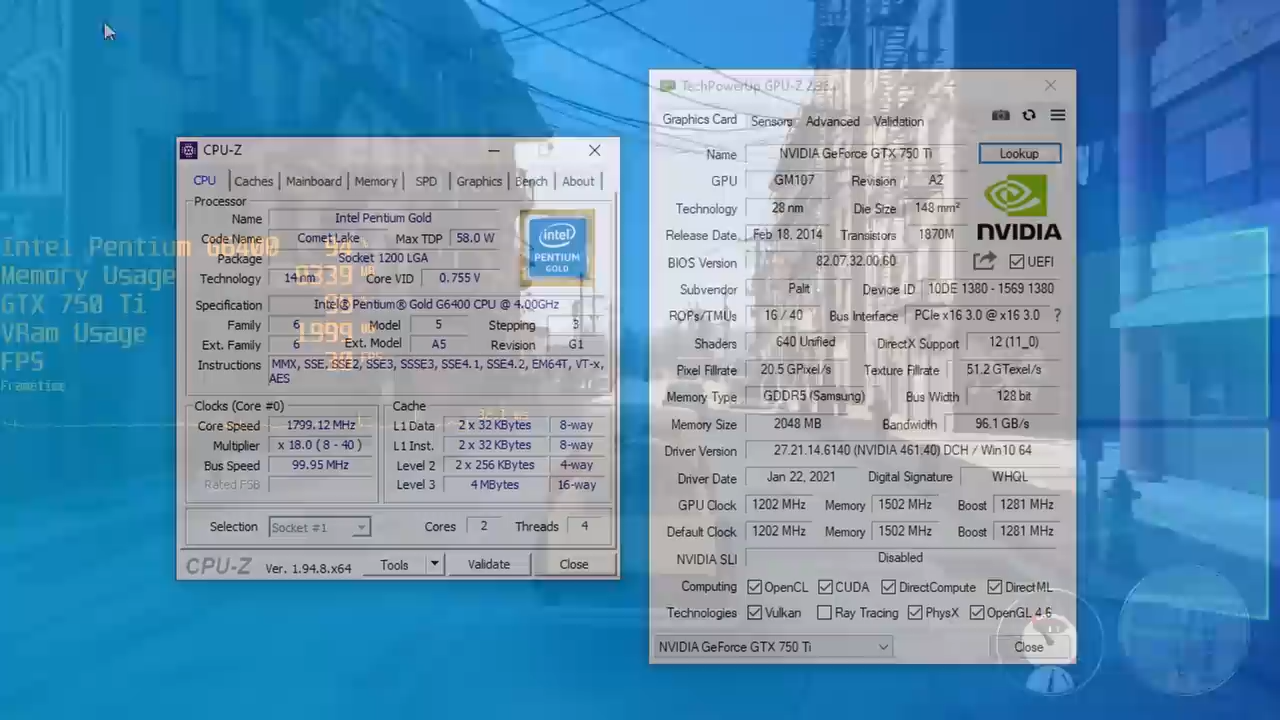 CPU-Z
CPU Caches Mainboard Memory SPD Graphics Bench About
Processor
Name Intel Pentium Gold
Code Name Comet Lake Max TDP 58.0 W
Package Socket 1200 LGA
Technology 14 nm Core VID 0.755 V
Specification Intel® Pentium® Gold G6400 CPU @ 4.00GHz
Family 6 Model 5 Stepping 3
Ext. Family 6 Ext. Model A5 Revision G1
Instructions MMX, SSE, SSE2, SSE3, SSSE3, SSE4.1, SSE4.2, EM64T, VT-x,
AES
intel
PENTIUM
GOLD
Clocks (Core #0)
Core Speed 1799.12 MHz
Multiplier x 18.0 (8 - 40)
Bus Speed 99.95 MHz
Rated FSB
Cache
L1 Data 2 x 32 KBytes 8-way
L1 Inst. 2 x 32 KBytes 8-way
Level 2 2 x 256 KBytes 4-way
Level 3 4 MBytes 16-way
Selection Socket #1 Cores 2 Threads 4
CPU-Z Ver. 1.94.8.x64 Tools Validate Close
Intel Pentium G6400
Memory Usage
GTX 750 Ti
VRam Usage 1999
FPS
Frametime
TechPowerUp GPU-Z
Graphics Card Sensors Advanced Validation
Name NVIDIA GeForce GTX 750 Ti Lookup
GPU GM107 Revision A2
Technology 28 nm Die Size 148 mm²
Release Date Feb 18, 2014 Transistors 1870M
NVIDIA
BIOS Version 82.07.32.00.60 UEFI
Subvendor Palit Device ID 10DE 1380 - 1569 1380
ROPs/TMUs 16 / 40 Bus Interface PCIe x16 3.0 @ x16 3.0 ?
Shaders 640 Unified DirectX Support 12 (11_0)
Pixel Fillrate 20.5 GPixel/s Texture Fillrate 51.2 GTexel/s
Memory Type GDDR5 (Samsung) Bus Width 128 bit
Memory Size 2048 MB Bandwidth 96.1 GB/s
Driver Version 27.21.14.6140 (NVIDIA 461.40) DCH / Win10 64
Driver Date Jan 22, 2021 Digital Signature WHQL
GPU Clock 1202 MHz Memory 1502 MHz Boost 1281 MHz
Default Clock 1202 MHz Memory 1502 MHz Boost 1281 MHz
NVIDIA SLI Disabled
Computing OpenCL CUDA DirectCompute DirectML
Technologies Vulkan Ray Tracing PhysX OpenGL 4.6
NVIDIA GeForce GTX 750 Ti Close